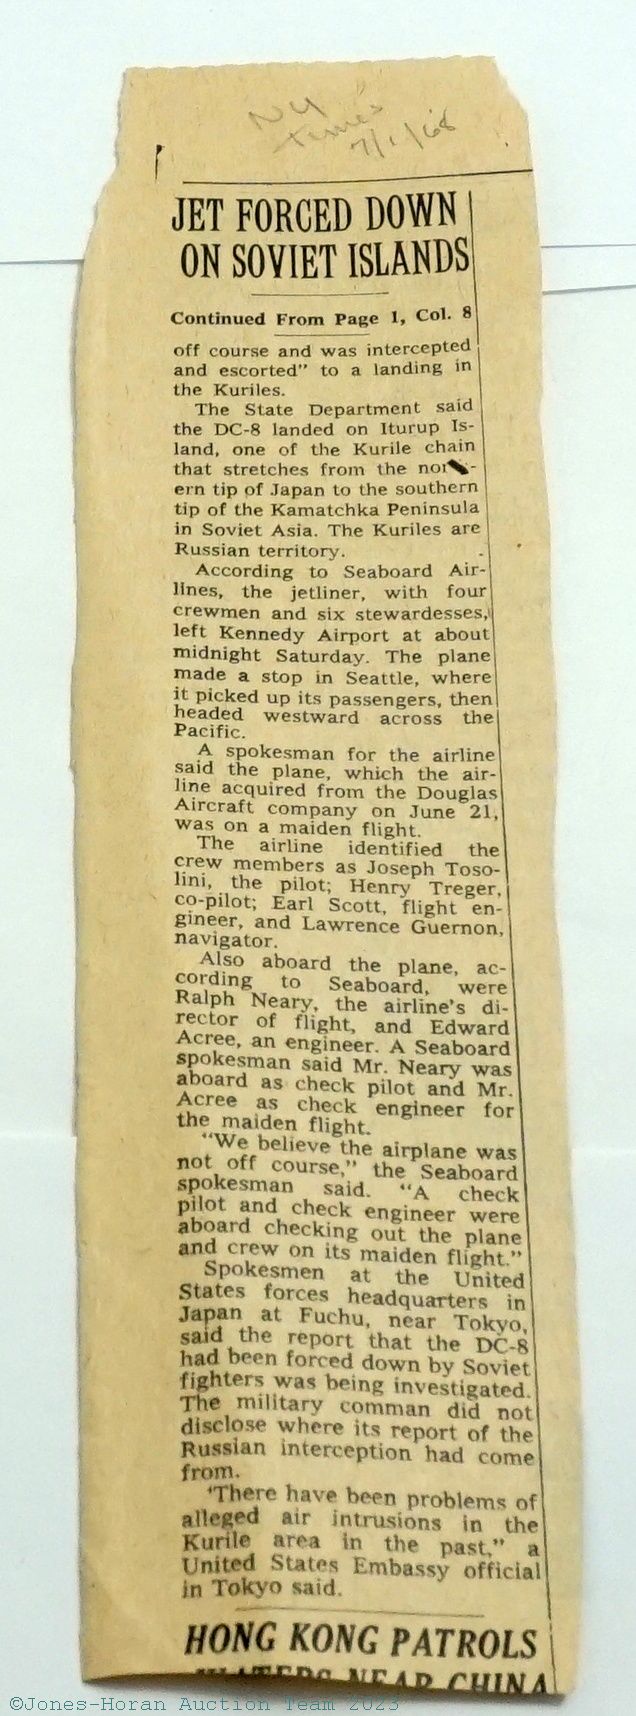 NY
Times
7/1/68
JET FORCED DOWN
ON SOVIET ISLANDS
Continued From Page 1, Col. 8
off course and was intercepted
and escorted" to a landing in
the Kuriles.
The State Department said
the DC-8 landed on Iturup Is-
land, one of the Kurile chain
that stretches from the nor -
ern tip of Japan to the southern
tip of the Kamatchka Peninsula
in Soviet Asia. The Kuriles are
Russian territory.
According to Seaboard Air-
lines, the jetliner, with four
crewmen and six stewardesses,
left Kennedy Airport at about
midnight Saturday. The plane
made a stop in Seattle, where
it picked up its passengers, then
headed westward across the
Pacific.
A spokesman for the airline
said the plane, which the air-
line acquired from the Douglas
Aircraft company on June 21,
was on a maiden flight.
The airline identified the
crew members as Joseph Toso-
lini, the pilot; Henry Treger,
co-pilot; Earl Scott, flight en-
gineer, and Lawrence Guernon,
navigator.
Also aboard the plane, ac-
cording to Seaboard, were
Ralph Neary, the airline's di-
rector of flight, and Edward
Acree, an engineer. A Seaboard
spokesman said Mr. Neary was
aboard as check pilot and Mr.
Acree as check engineer for
the maiden flight.
"We believe the airplane was
not off course," the Seaboard
spokesman said. "A check
pilot and check engineer were
aboard checking out the plane
and crew on its maiden flight."
Spokesmen at the United
States forces headquarters in
Japan at Fuchu, near Tokyo,
said the report that the DC-8
had been forced down by Soviet
fighters was being investigated.
The military comman did not
disclose where its report of the
Russian interception had come
from.
'There have been problems of
alleged air intrusions in the
Kurile area in the past," a
United States Embassy official
in Tokyo said.
HONG KONG PATROLS
WATERS NEAR CHINA
©Jones-Horan Auction Team 2023